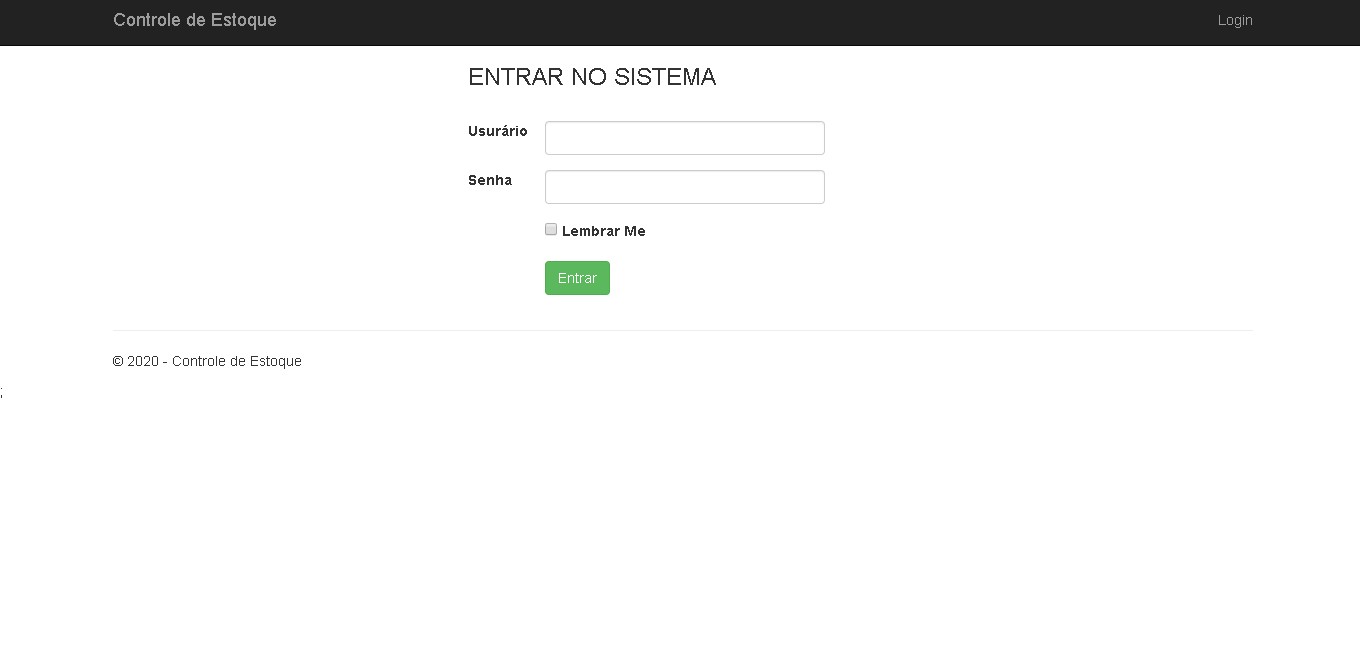 Controle de Estoque Login
ENTRAR NO SISTEMA
Usurário
Senha
Lembrar Me
Entrar
© 2020 - Controle de Estoque
;